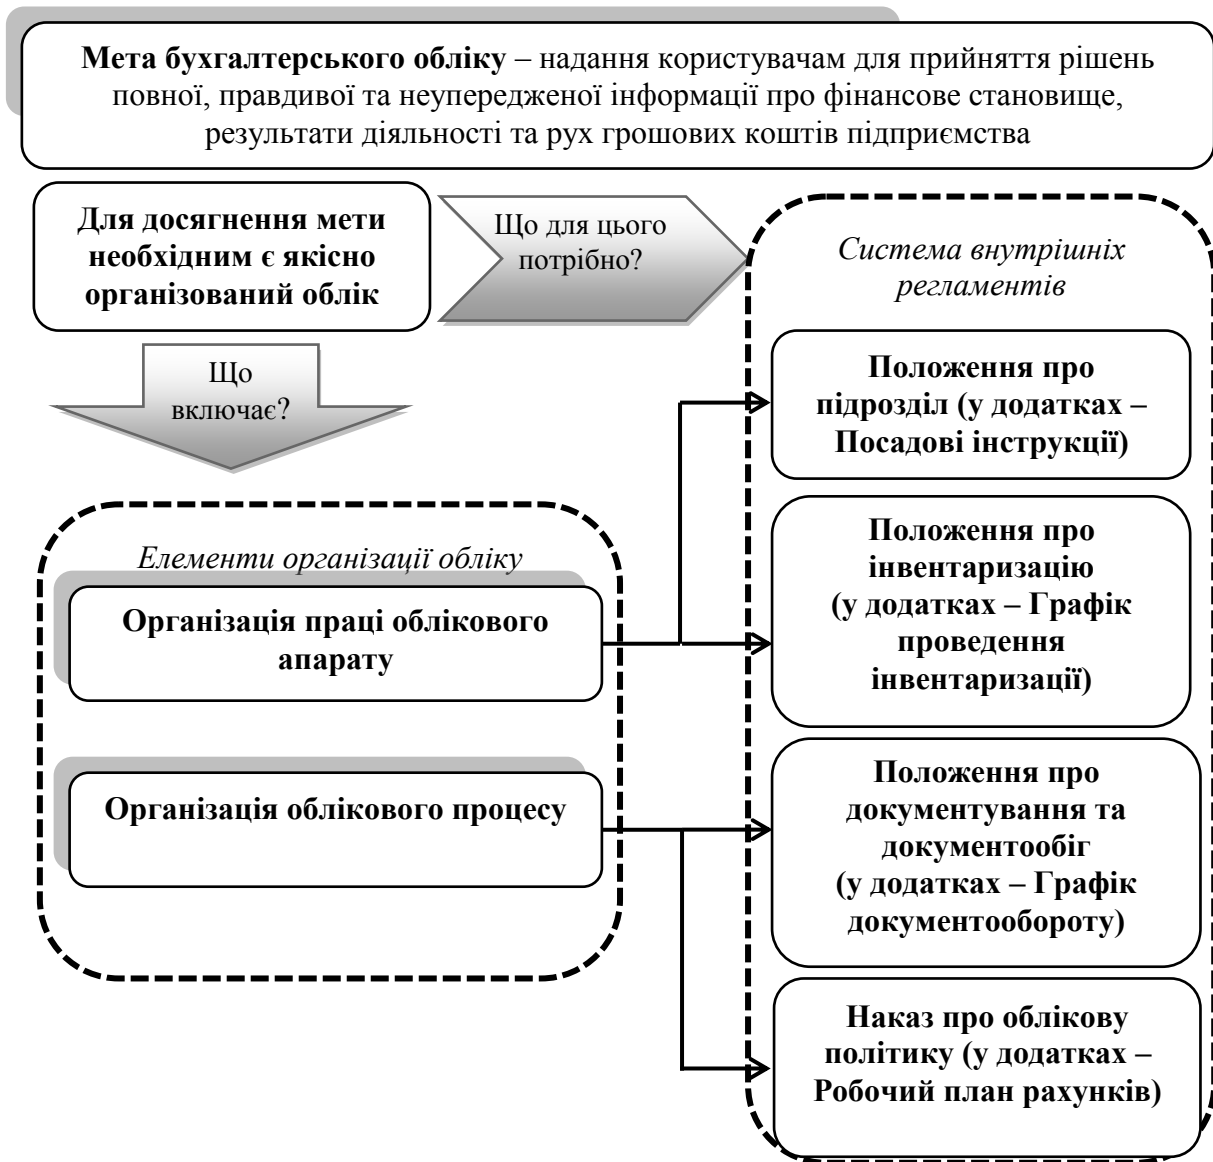 Мета бухгалтерського обліку – надання користувачам для прийняття рішень
повної, правдивої та неупередженої інформації про фінансове становище,
результати діяльності та рух грошових коштів підприємства
Для досягнення мети
необхідним є якісно
організований облік
Що для цього
потрібно?
Що
включає?
Елементи організації обліку
Організація праці облікового
апарату
Організація облікового процесу
Система внутрішніх
регламентів
Положення про
підрозділ (у додатках –
Посадові інструкції)
Положення про
інвентаризацію
(у додатках – Графік
проведення
інвентаризації)
Положення про
документування та
документообіг
(у додатках – Графік
документообороту)
Наказ про облікову
політику (у додатках –
Робочий план рахунків)